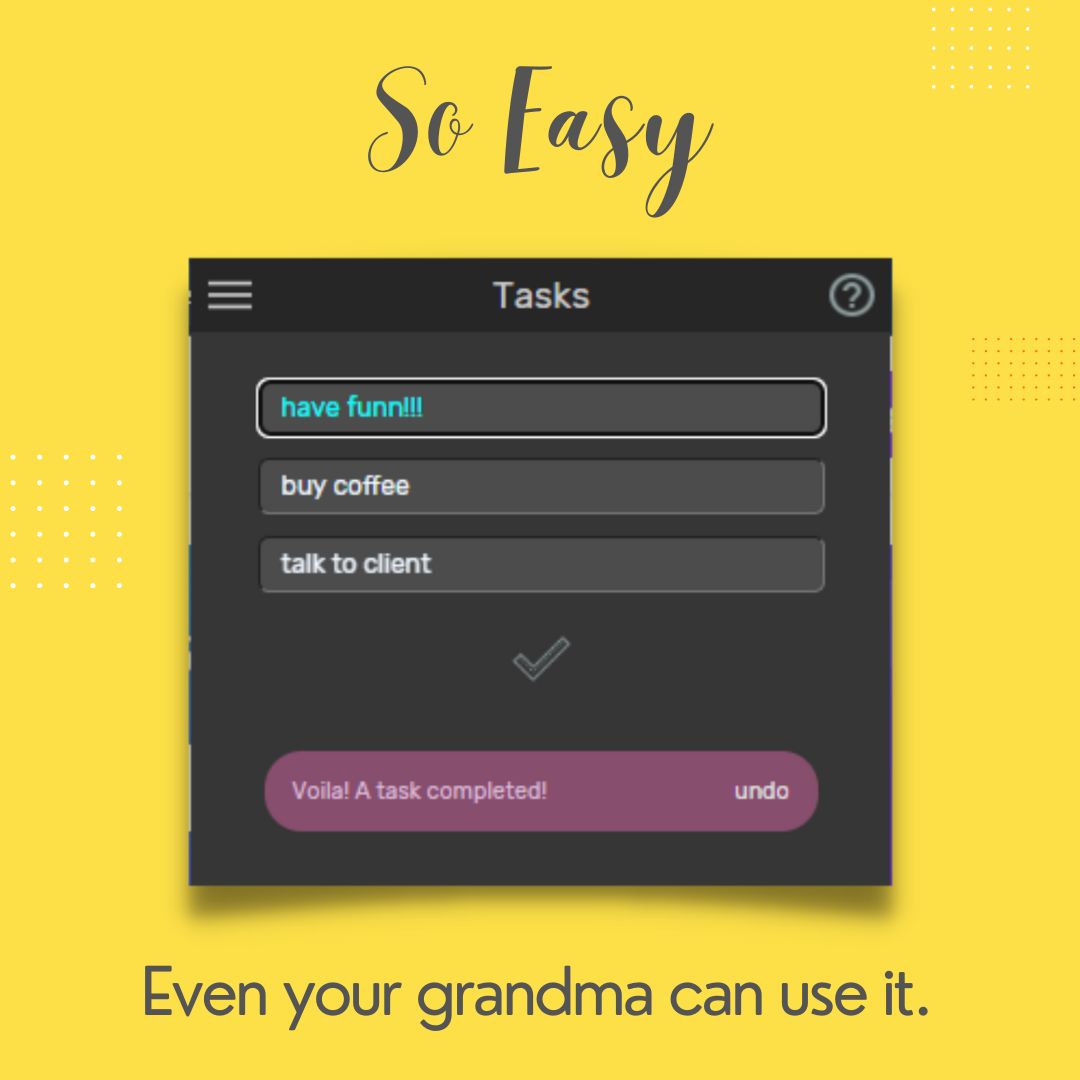 So Easy
Tasks
have funn!!!
buy coffee
talk to client
Voila! A task completed! undo
Even your grandma can use it.